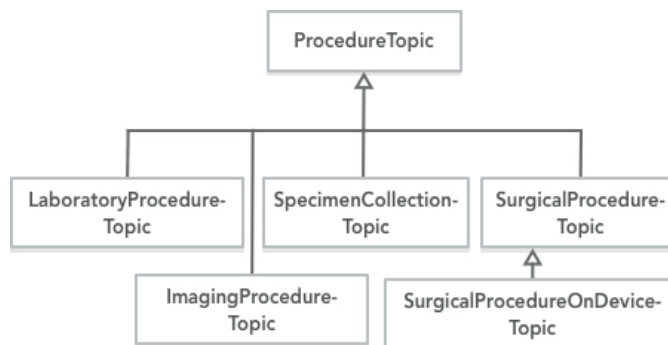 ProcedureTopic
LaboratoryProcedure-
Topic
SpecimenCollection-
Topic
SurgicalProcedure-
Topic
ImagingProcedure-
Topic
SurgicalProcedureOnDevice-
Topic